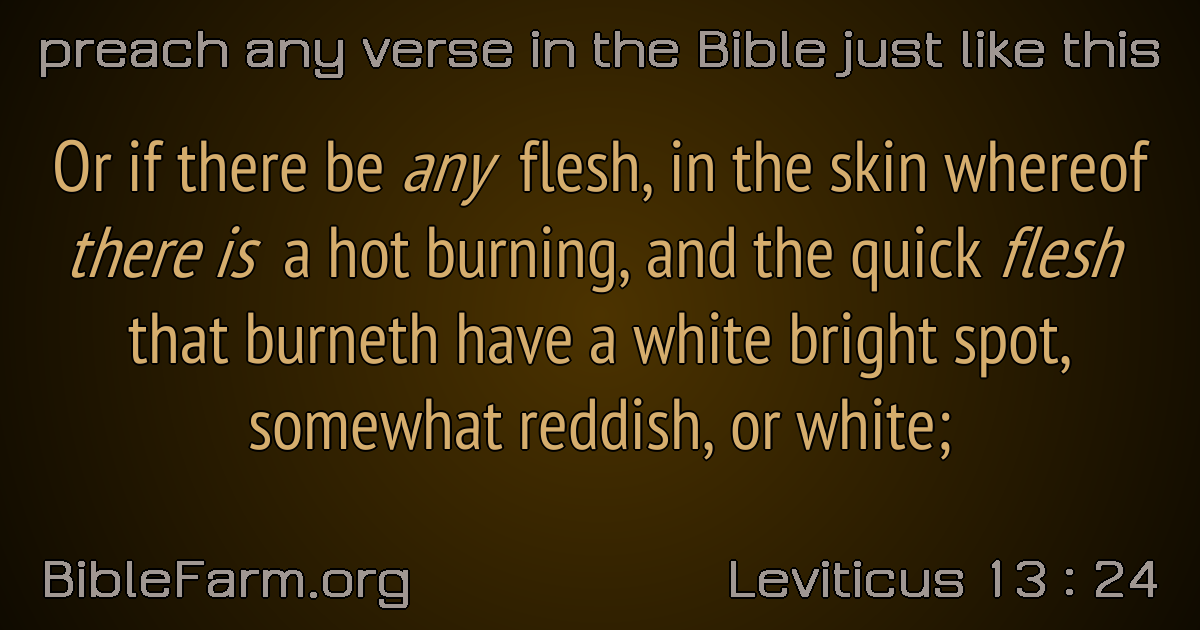 preach any verse in the Bible just like this
Or if there be any flesh, in the skin whereof
there is a hot burning, and the quick flesh
that burneth have a white bright spot,
somewhat reddish, or white;
BibleFarm.org
Leviticus 13 : 24